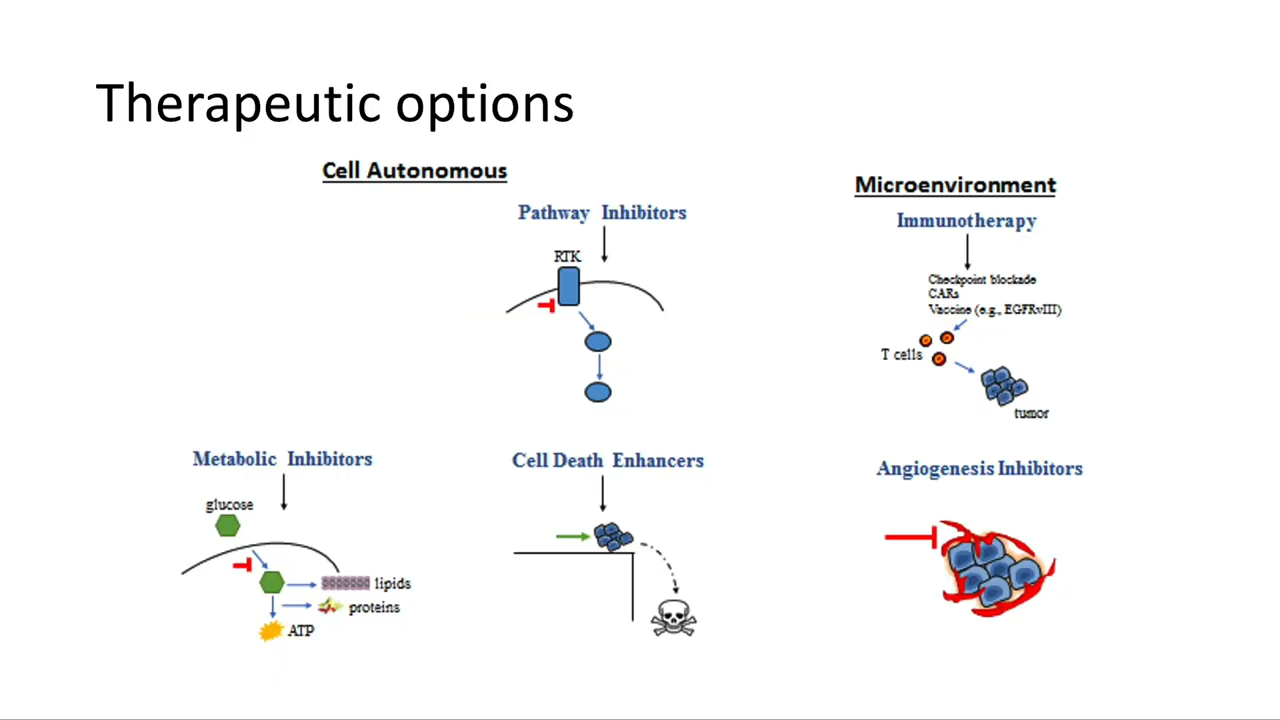 Therapeutic options
Cell Autonomous
Pathway Inhibitors
RTK
Metabolic Inhibitors
glucose
lipids
proteins
ATP
Cell Death Enhancers
Microenvironment
Immunotherapy
Checkpoint blockade
CARs
Vaccine (e.g., EGFRvIII)
T cells
tumor
Angiogenesis Inhibitors